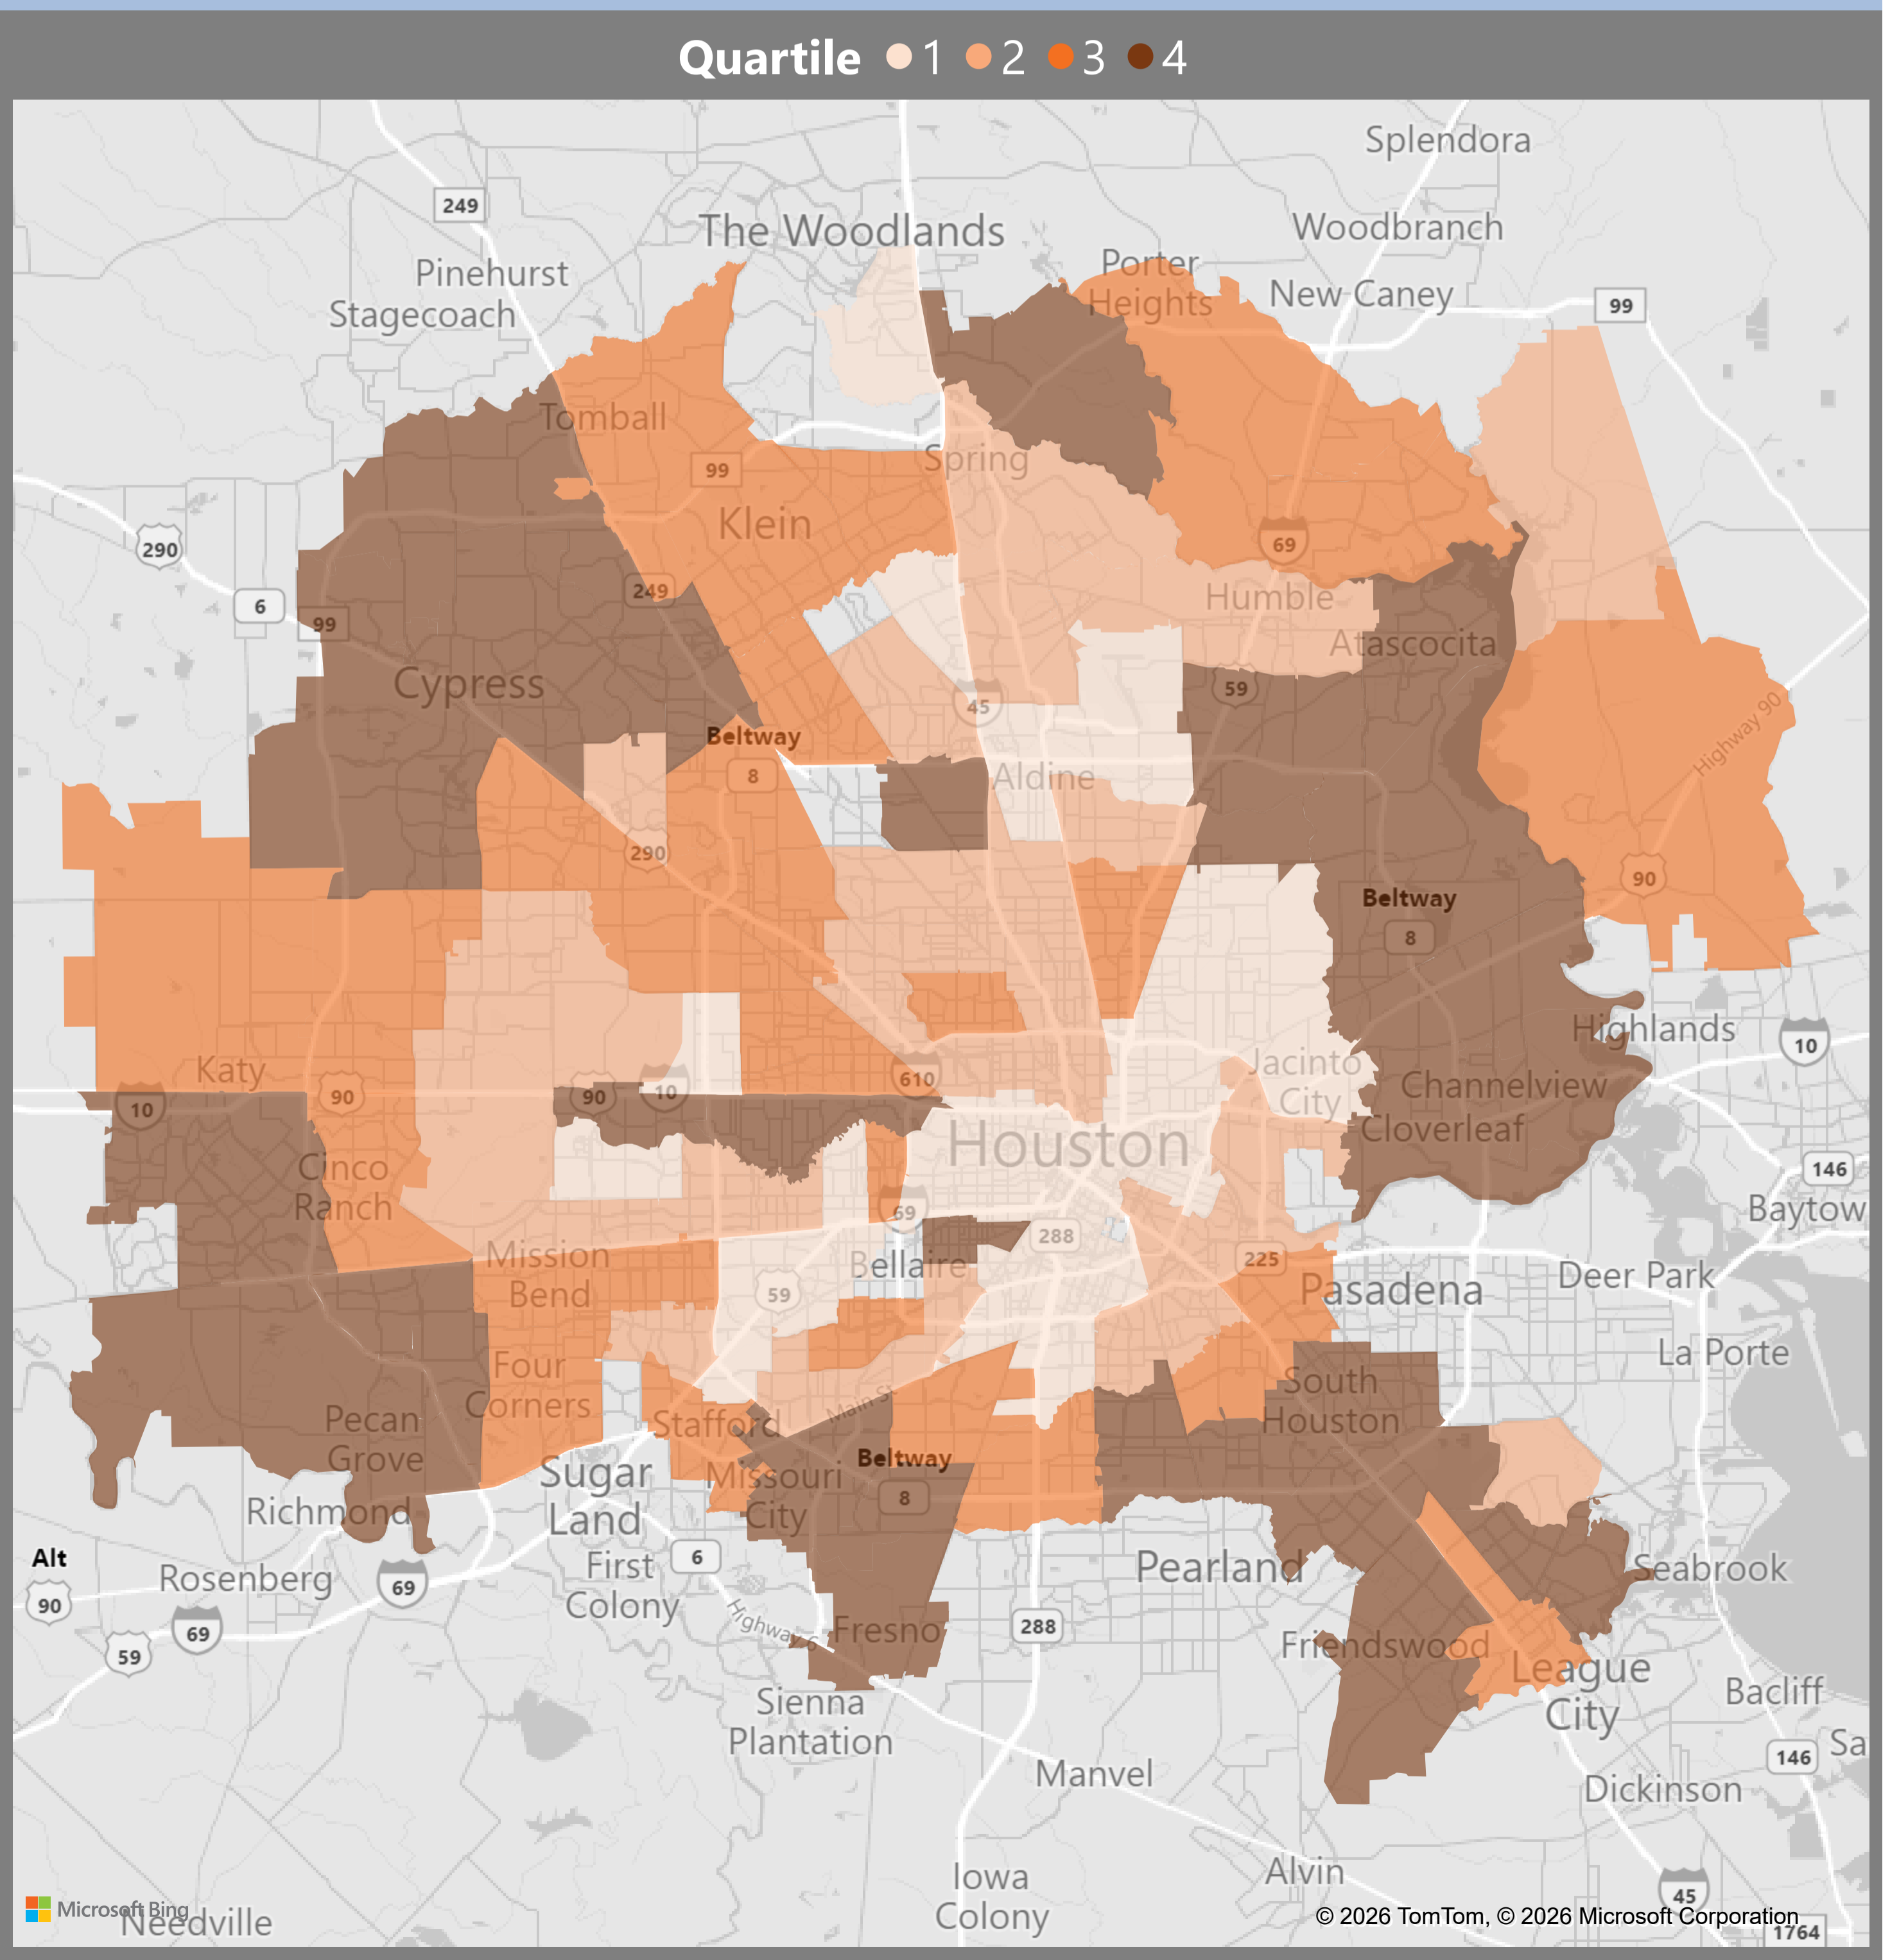 Quartile 1 2 3 4
Splendora
249
The Woodlands
Woodbranch
Pinehurst
Porter
Heights
New Caney
99
Stagecoach
Tomball
Spring
99
Klein
290
69
249
Humble
6
99
Atascocita
Cypress
59
45
Highway 90
Beltway
8
Aldine
290
90
Beltway
8
Highlands
10
Katy
610
Jacinto
City
10
90
90
10
Channelview
Cloverleaf
Houston
Cinco
Ranch
146
Baytow
69
288
Mission
Bend
Bellaire
225
Deer Park
59
Pasadena
La Porte
Four
Corners
South
Houston
Main St
Pecan
Grove
Stafford
Beltway
8
Sugar
Land
Missouri
City
Richmond
Alt
90
Rosenberg
69
6
First
Colony
Pearland
Seabrook
69
59
Highway 6
Fresno
288
Friendswood
League
City
Sienna
Plantation
Bacliff
146
Sa
Manvel
Dickinson
Iowa
Colony
Alvin
45
Microsoft Bing
Needville
© 2026 TomTom, © 2026 Microsoft Corporation
1764